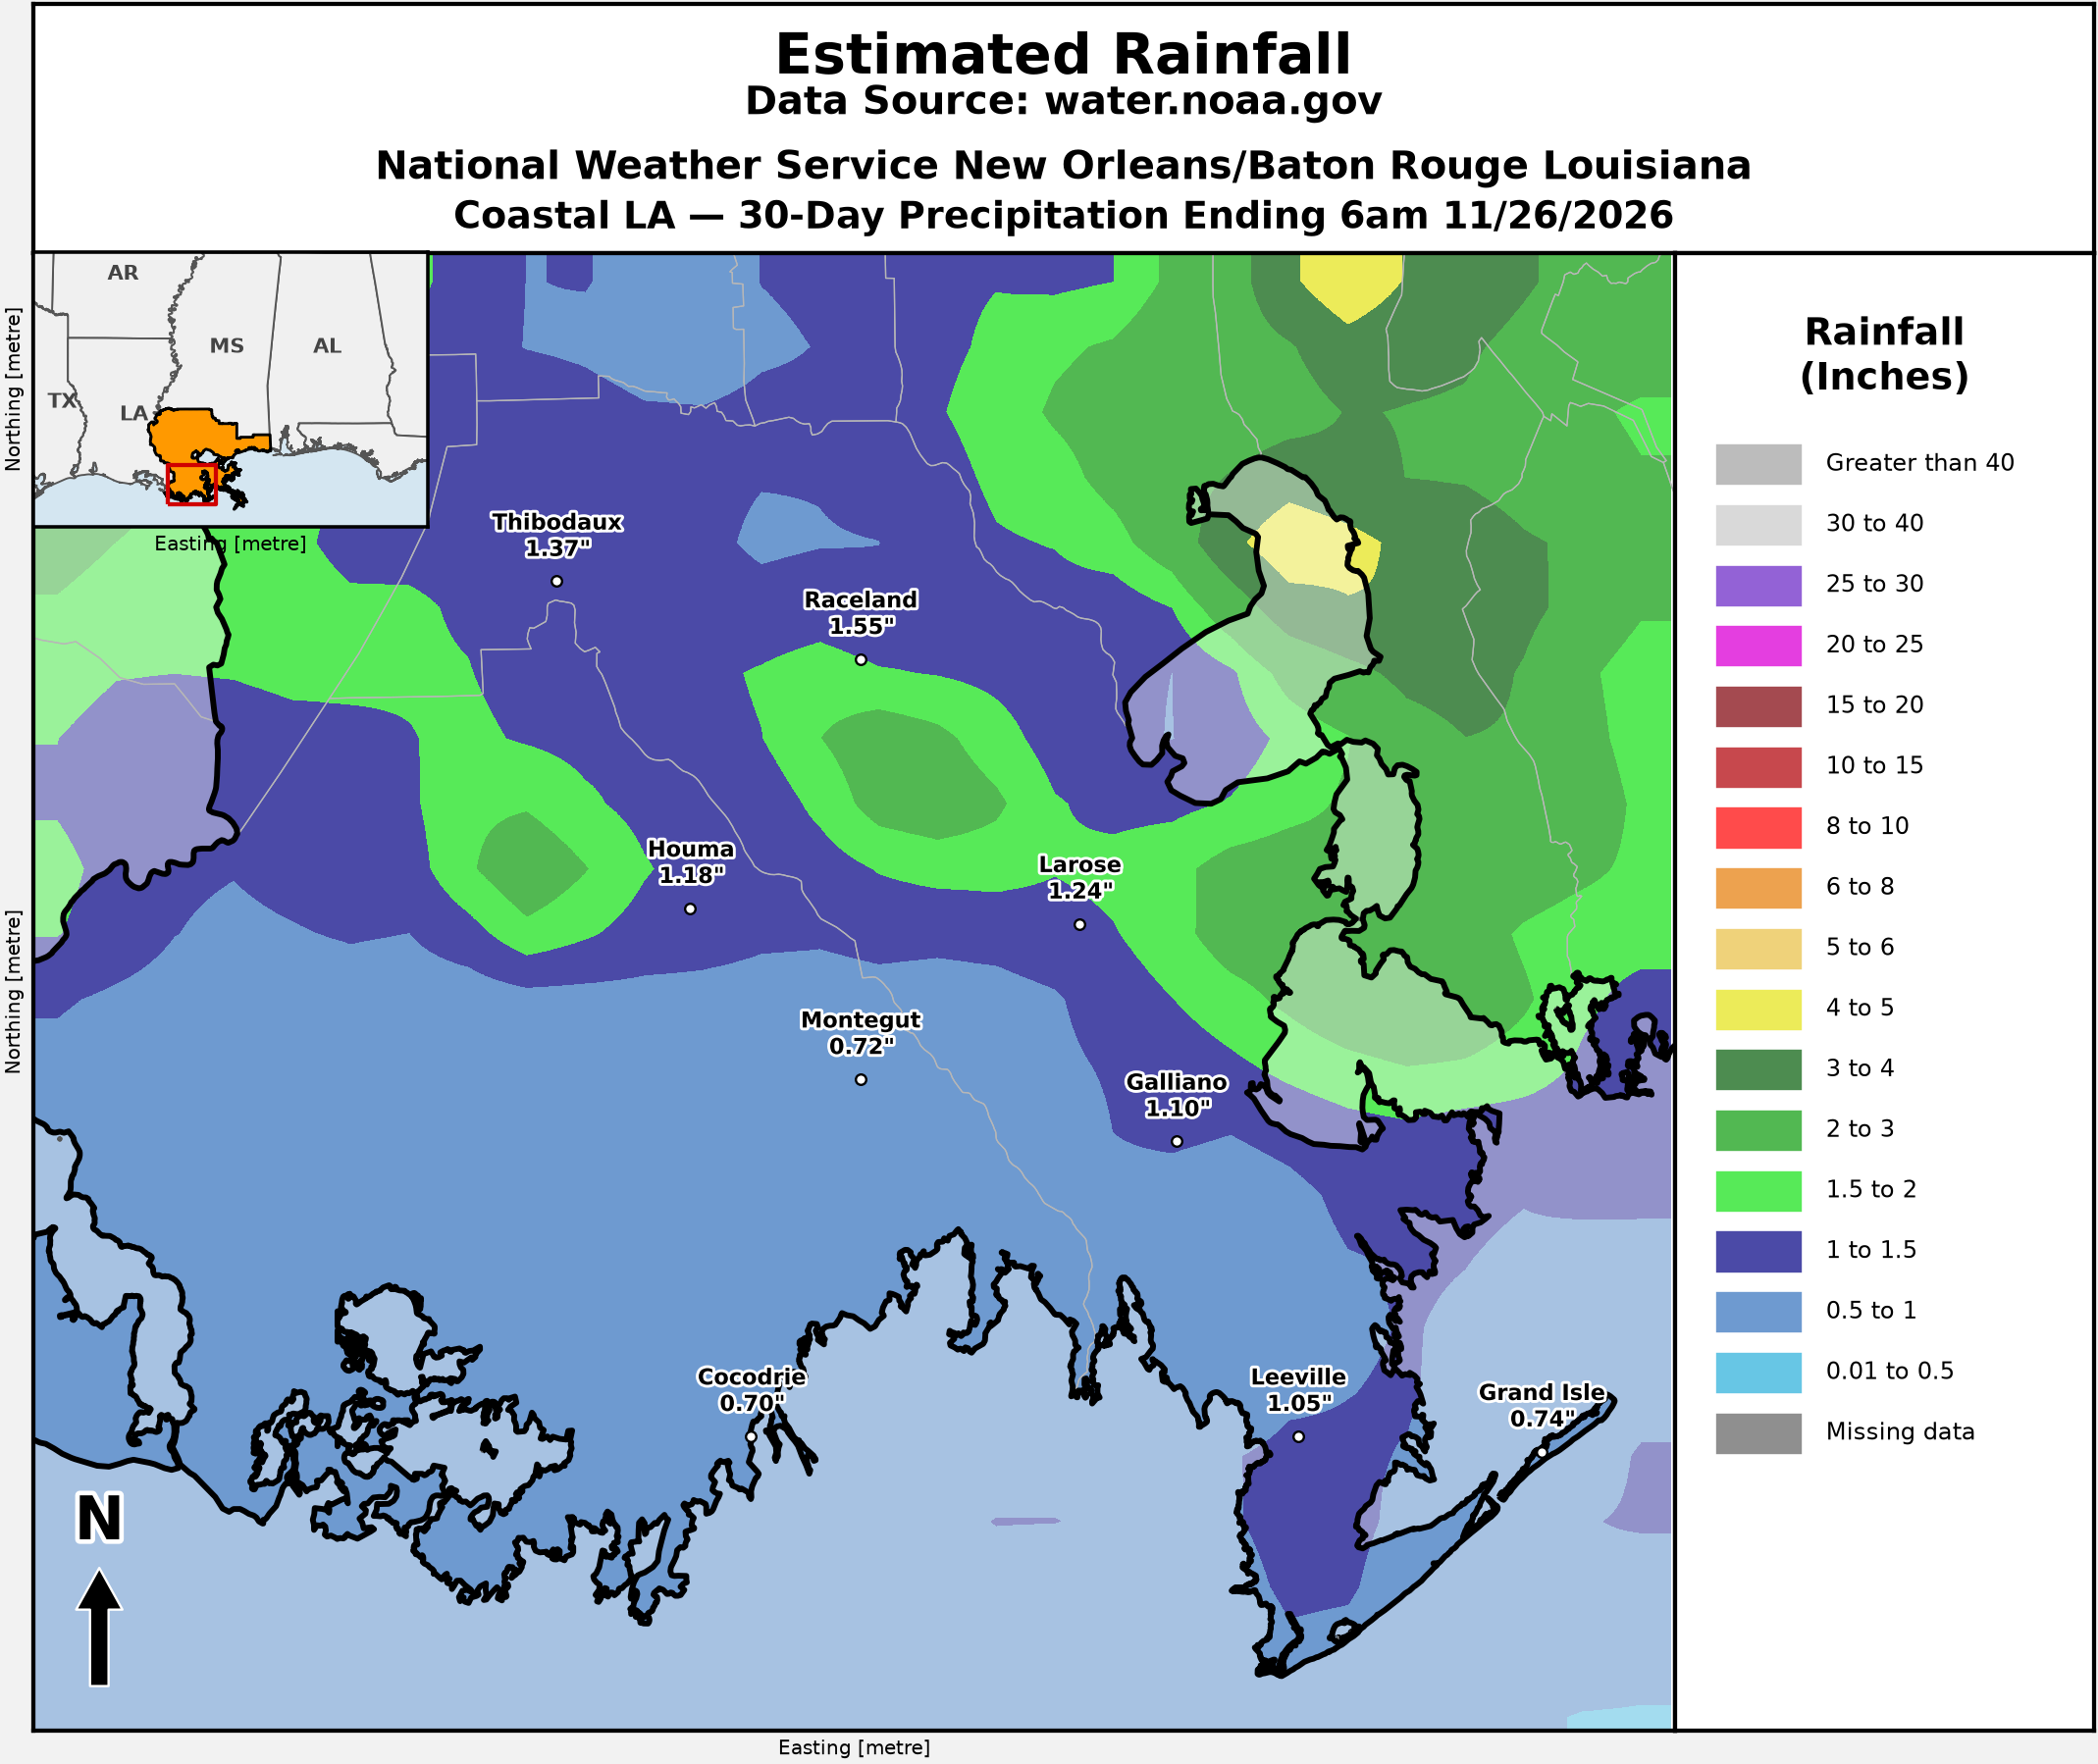 Estimated Rainfall
Data Source: water.noaa.gov
National Weather Service New Orleans/Baton Rouge Louisiana
Coastal LA — 30-Day Precipitation Ending 6am 11/26/2026
Northing [metre]
AR
MS
AL
TX
LA
Easting [metre]
Thibodaux
1.37"
Raceland
1.55"
Houma
1.18"
Larose
1.24"
Northing [metre]
Montegut
0.72"
Galliano
1.10"
Cocodrie
0.70"
Leeville
1.05"
Grand Isle
0.74"
N
Easting [metre]
Rainfall
(Inches)
Greater than 40
30 to 40
25 to 30
20 to 25
15 to 20
10 to 15
8 to 10
6 to 8
5 to 6
4 to 5
3 to 4
2 to 3
1.5 to 2
1 to 1.5
0.5 to 1
0.01 to 0.5
Missing data